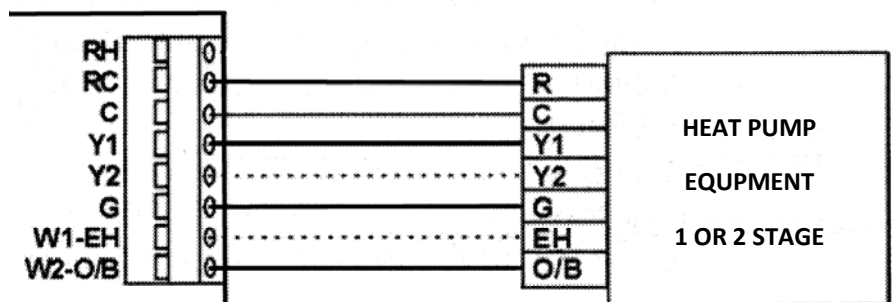 RH
RC R
C C
Y1 Y1
Y2 Y2
G G
W1-EH EH
W2-O/B O/B
HEAT PUMP
EQUPMENT
1 OR 2 STAGE